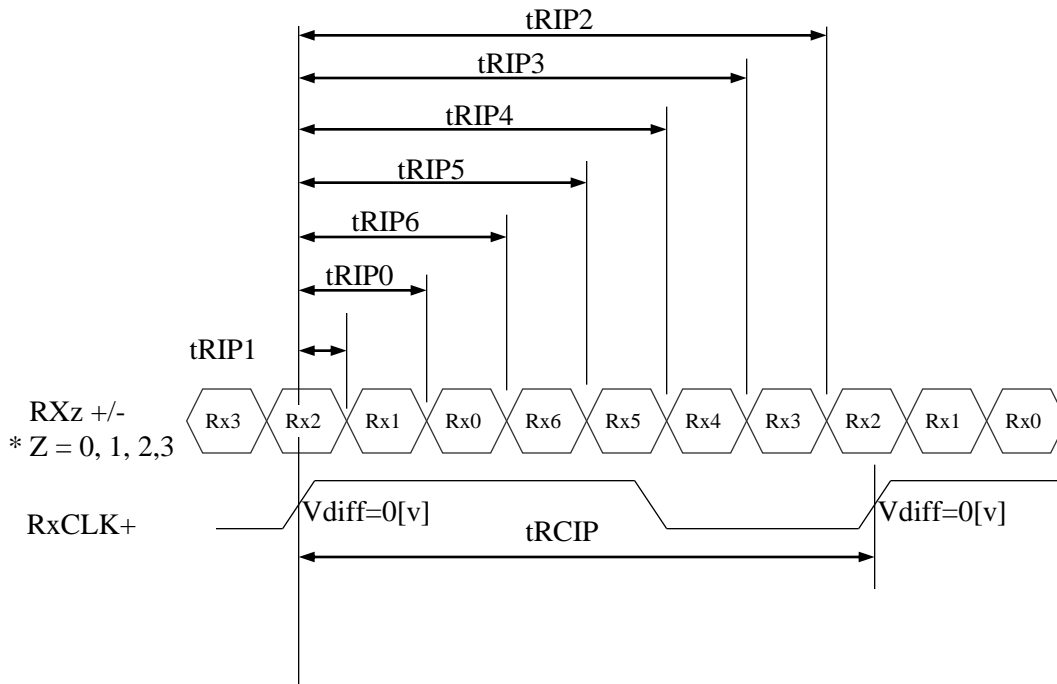 tRIP2
tRIP3
tRIP4
tRIP5
tRIP6
tRIP0
tRIP1
RXz +/-
* Z = 0, 1, 2,3
Rx3 Rx2 Rx1 Rx0 Rx6 Rx5 Rx4 Rx3 Rx2 Rx1 Rx0
RxCLK+
Vdiff=0[v] Vdiff=0[v]
tRCIP